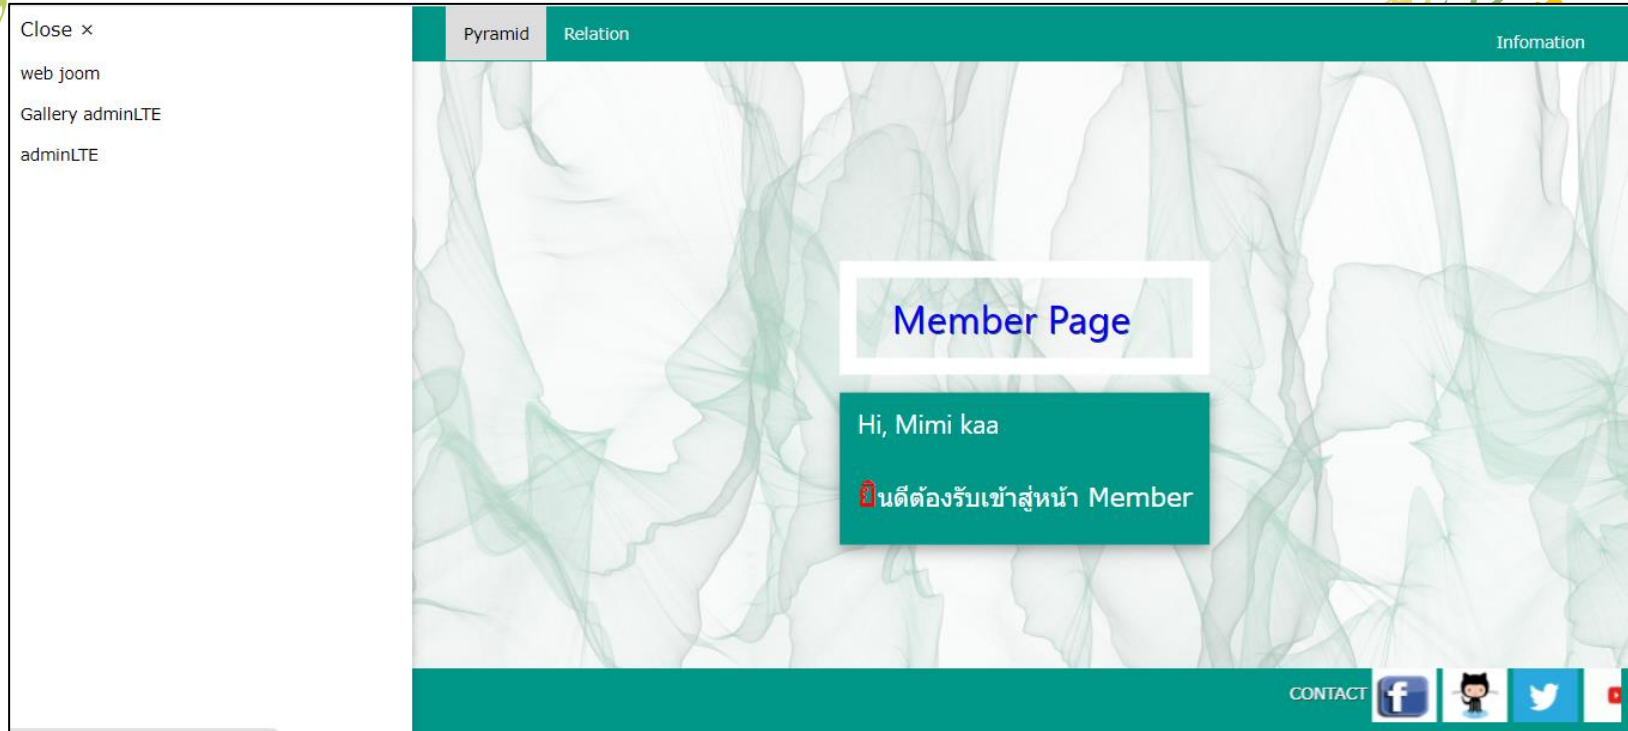 Close ×
web joom
Gallery adminLTE
adminLTE
Pyramid
Relation
Infomation
Member Page
Hi, Mimi kaa
ยินดีต้องรับเข้าสู่หน้า Member
CONTACT